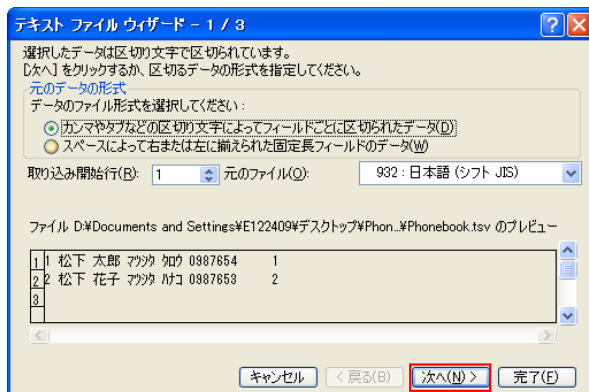 テキスト ファイル ウィザード - 1 / 3
選択したデータは区切り文字で区切られています。
[次へ] をクリックするか、区切るデータの形式を指定してください。
元のデータの形式
データのファイル形式を選択してください:
カンマやタブなどの区切り文字によってフィールドごとに区切られたデータ(D)
スペースによって右または左に揃えられた固定長フィールドのデータ(W)
取り込み開始行(R): 1 元のファイル(O): 932 : 日本語 (シフト JIS)
ファイル D:¥Documents and Settings¥E122409¥デスクトップ¥Phon...¥Phonebook.tsv のプレビュー
1 1 松下 太郎 マツシタ タロウ 0987654 1
2 2 松下 花子 マツシタ ハナコ 0987653 2
3
キャンセル < 戻る(B) 次へ(N) > 完了(F)